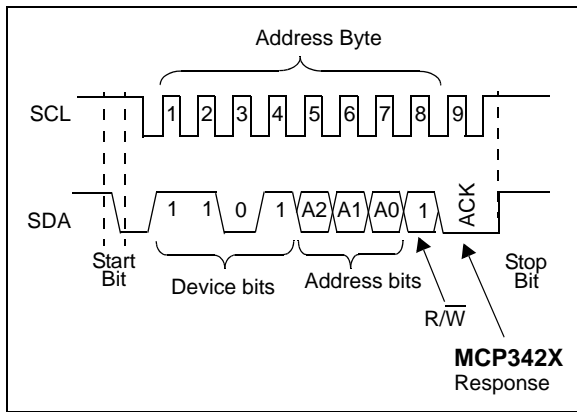 Address Byte
SCL 1 2 3 4 5 6 7 8 9
SDA 1 1 0 1 A2 A1 A0 1 ACK
Start
Bit
Device bits
Address bits
Stop
Bit
R/W̅
MCP342X
Response